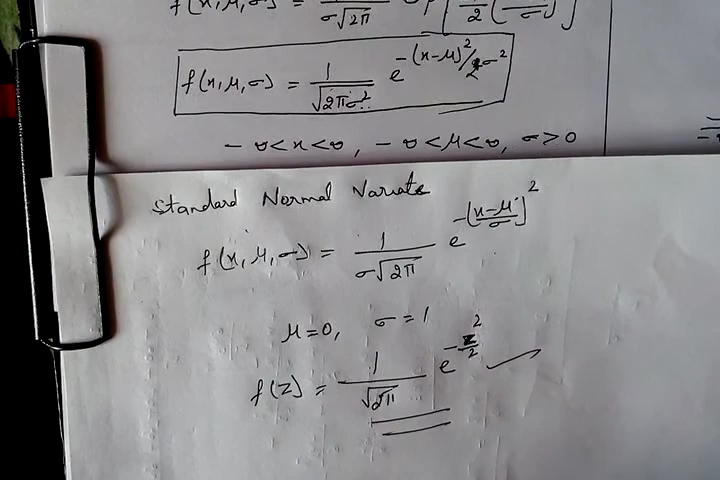 f(x, μ, σ) = 1/σ√2π 1/2 ( /σ)
f(x, μ, σ) = 1/√2πσ² e^-(x-μ)²/2σ²
- ∞ < x < ∞, - ∞ < μ < ∞, σ > 0
Standard Normal Variate
f(x, μ, σ) = 1/σ√2π e^-(x-μ/σ)²
μ = 0, σ = 1
f(z) = 1/√2π e^-z²/2